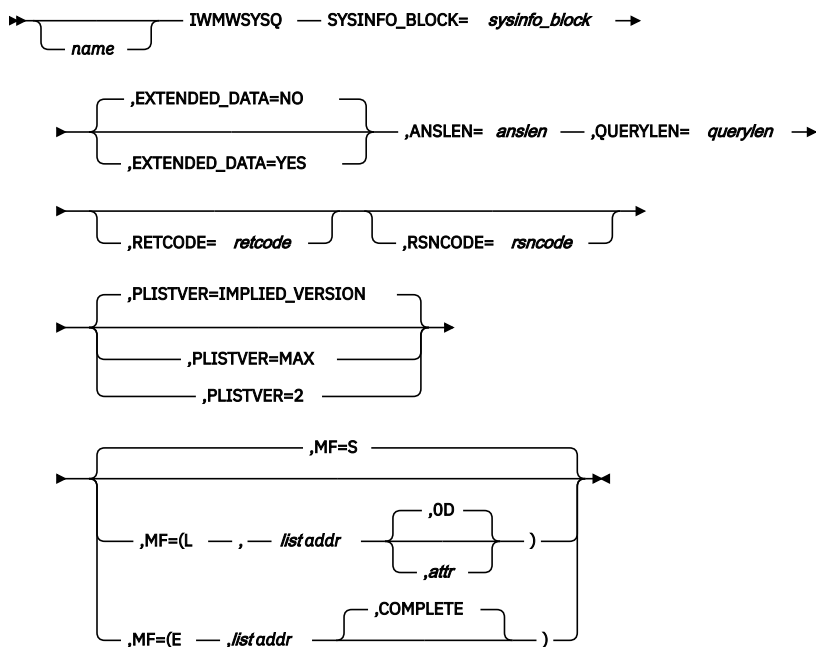 name IWMWSYSQ SYSINFO_BLOCK= sysinfo_block
,EXTENDED_DATA=NO
,EXTENDED_DATA=YES
,ANSLEN= anslen ,QUERYLEN= querylen
,RETCODE= retcode ,RSNCODE= rsncode
,PLISTVER=IMPLIED_VERSION
,PLISTVER=MAX
,PLISTVER=2
,MF=S
,MF=(L , list addr ,0D ,attr )
,MF=(E ,list addr ,COMPLETE )